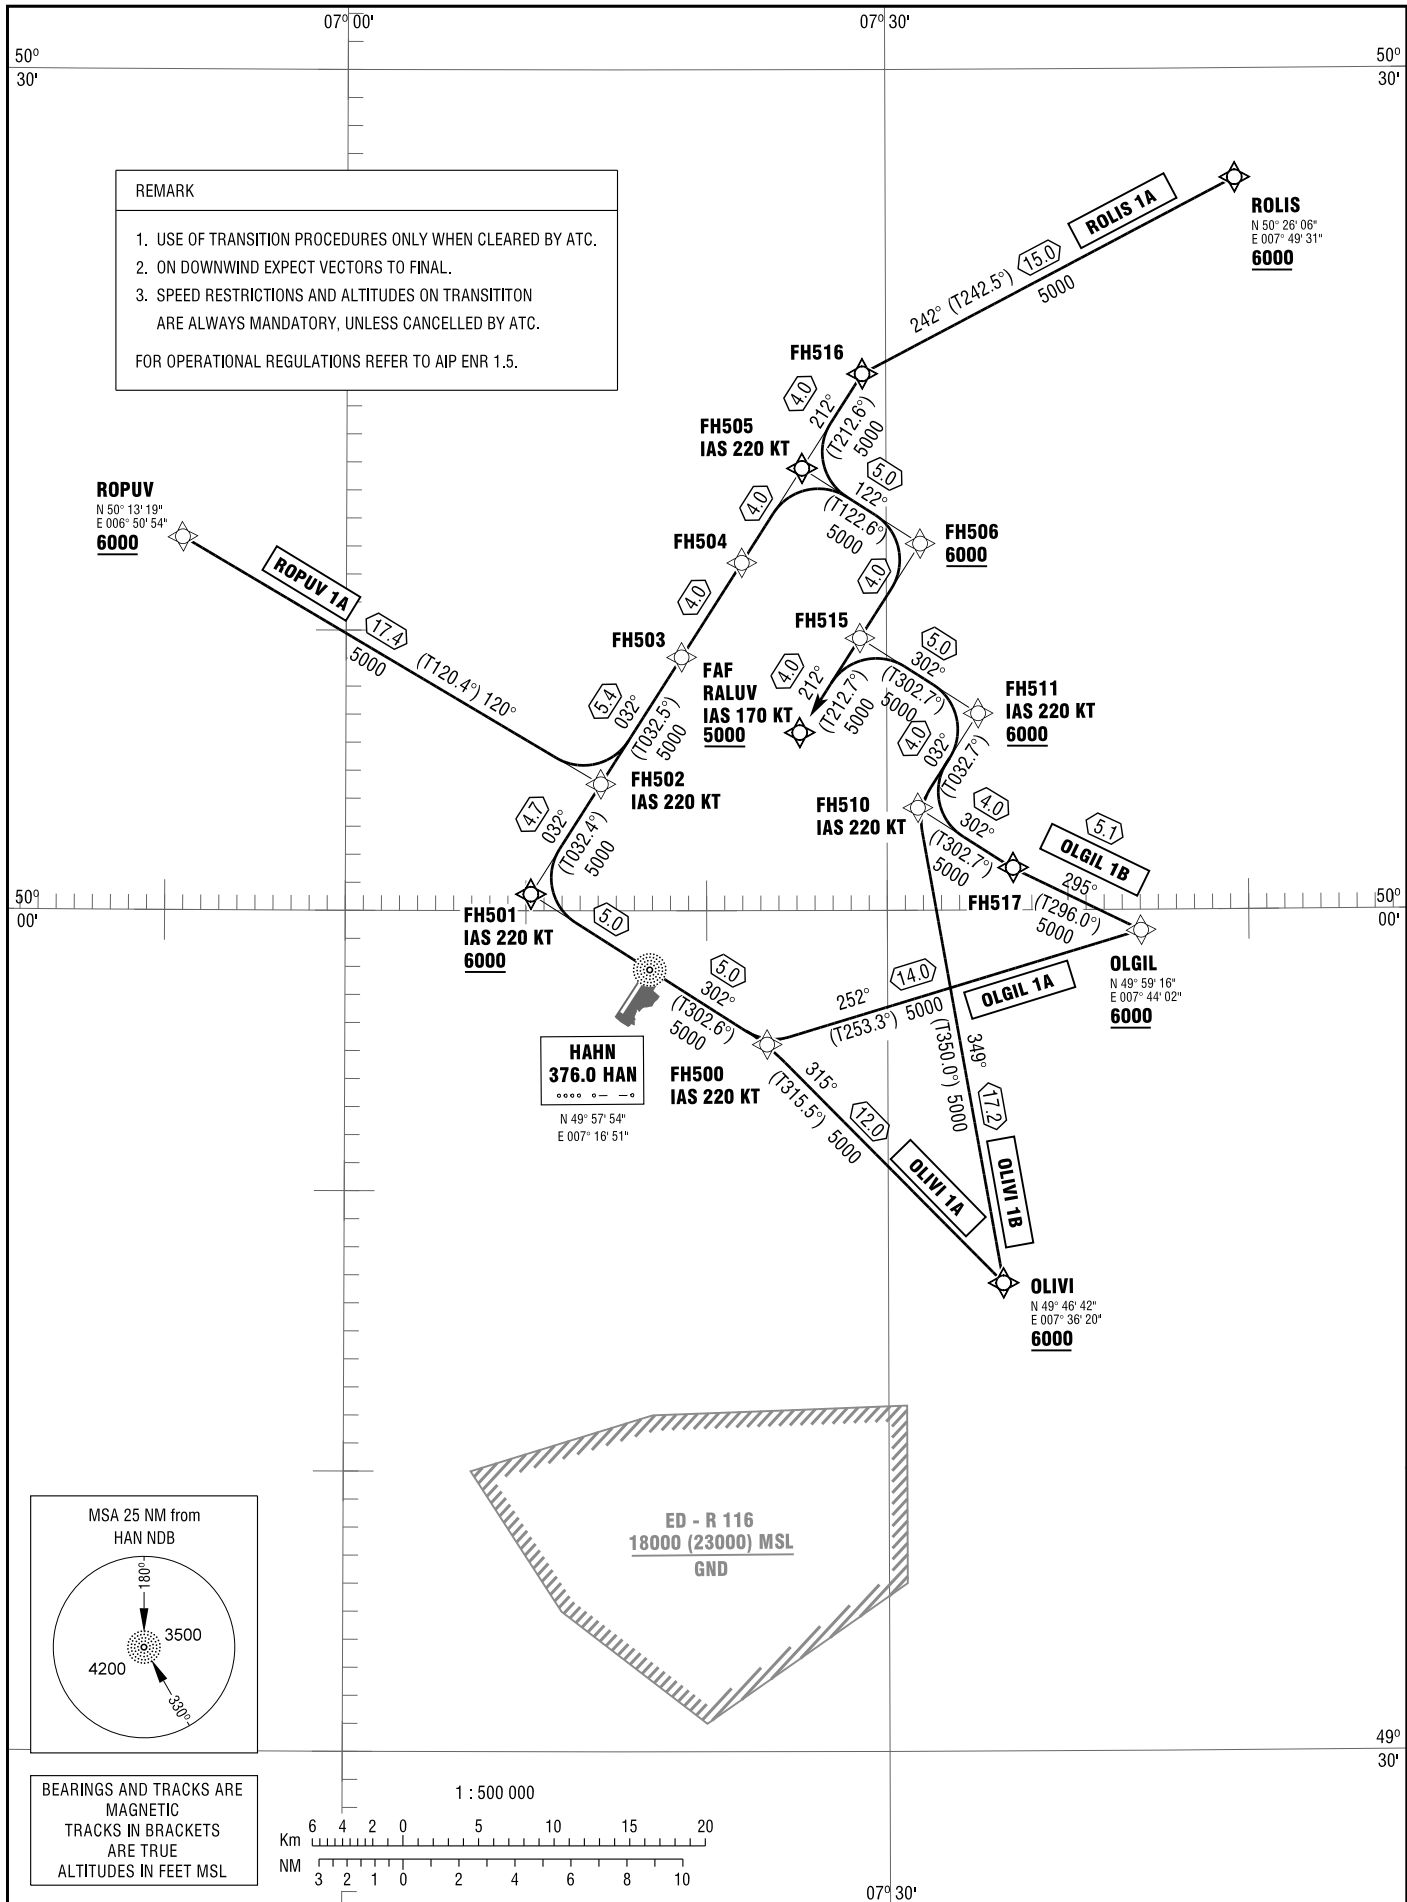 07° 00'
07° 30'
50°
30'
50°
30'
REMARK
1. USE OF TRANSITION PROCEDURES ONLY WHEN CLEARED BY ATC.
2. ON DOWNWIND EXPECT VECTORS TO FINAL.
3. SPEED RESTRICTIONS AND ALTITUDES ON TRANSITITON
ARE ALWAYS MANDATORY, UNLESS CANCELLED BY ATC.
FOR OPERATIONAL REGULATIONS REFER TO AIP ENR 1.5.
ROLIS
N 50° 26' 06"
E 007° 49' 31"
6000
ROLIS 1A
242° (T242.5°) 15.0
5000
FH516
4.0
212°
(T212.6°)
5000
FH505
IAS 220 KT
5.0
122°
(T122.6°)
5000
4.0
FH504
FH506
6000
4.0
ROPUV
N 50° 13' 19"
E 006° 50' 54"
6000
ROPUV 1A
17.4
5000
(T120.4°) 120°
4.0
FH503
FH515
5.0
302°
(T302.7°)
5000
4.0
212°
(T212.7°)
5000
FAF
RALUV
IAS 170 KT
5000
FH511
IAS 220 KT
6000
5.4
032°
(T032.5°)
5000
4.0
032°
(T032.7°)
FH502
IAS 220 KT
FH510
IAS 220 KT
4.0
302°
(T302.7°)
5000
4.7
032°
(T032.4°)
5000
5.1
OLGIL 1B
295°
(T296.0°)
5000
FH517
50°
00'
50°
00'
FH501
IAS 220 KT
6000
5.0
OLGIL
N 49° 59' 16"
E 007° 44' 02"
6000
5.0
302°
(T302.6°)
5000
252°
14.0
(T253.3°) 5000
OLGIL 1A
HAHN
376.0 HAN
N 49° 57' 54"
E 007° 16' 51"
FH500
IAS 220 KT
315°
(T315.5°) 5000
12.0
OLIVI 1A
349°
(T350.0°) 5000
17.2
OLIVI 1B
OLIVI
N 49° 46' 42"
E 007° 36' 20"
6000
ED - R 116
18000 (23000) MSL
GND
MSA 25 NM from
HAN NDB
180°
3500
4200
330°
49°
30'
BEARINGS AND TRACKS ARE
MAGNETIC
TRACKS IN BRACKETS
ARE TRUE
ALTITUDES IN FEET MSL
1 : 500 000
Km 6 4 2 0 5 10 15 20
NM 3 2 1 0 2 4 6 8 10
07° 30'